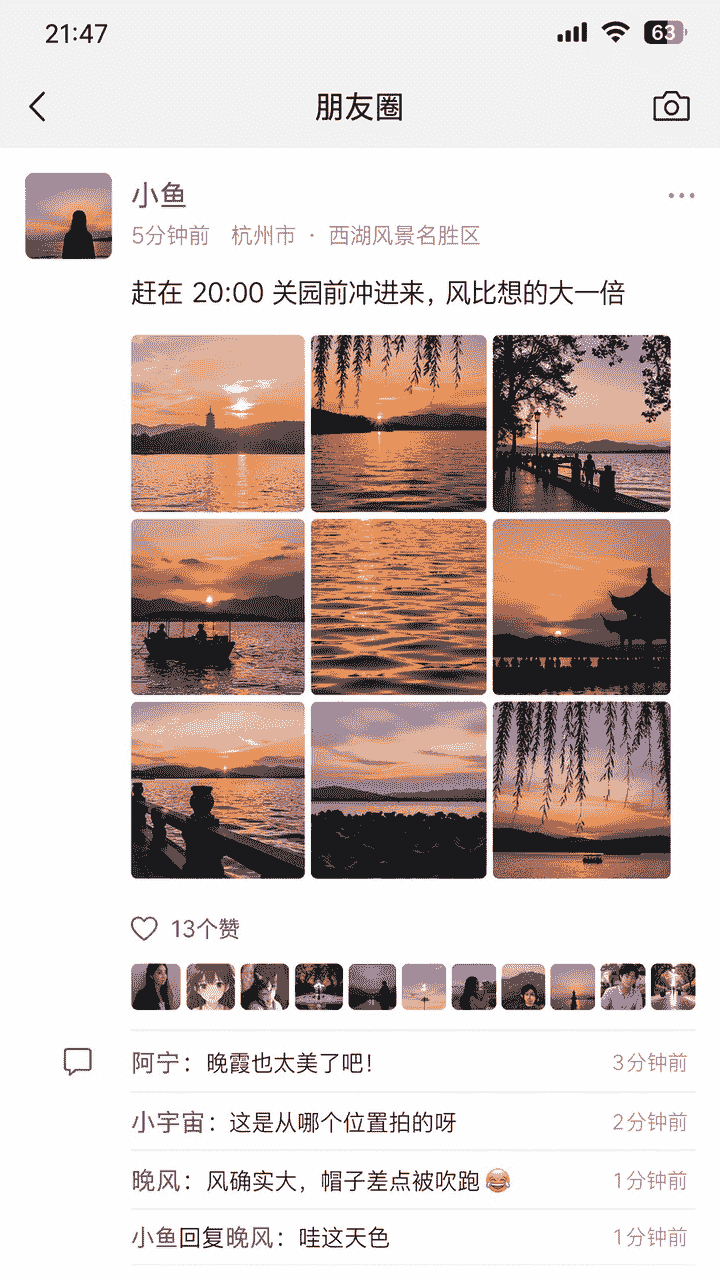 21:47
63
朋友圈
小鱼
5分钟前 杭州市 · 西湖风景名胜区
赶在 20:00 关园前冲进来，风比想的大一倍
13个赞
阿宁：晚霞也太美了吧！ 3分钟前
小宇宙：这是从哪个位置拍的呀 2分钟前
晚风：风确实大，帽子差点被吹跑😂 1分钟前
小鱼回复晚风：哇这天色 1分钟前